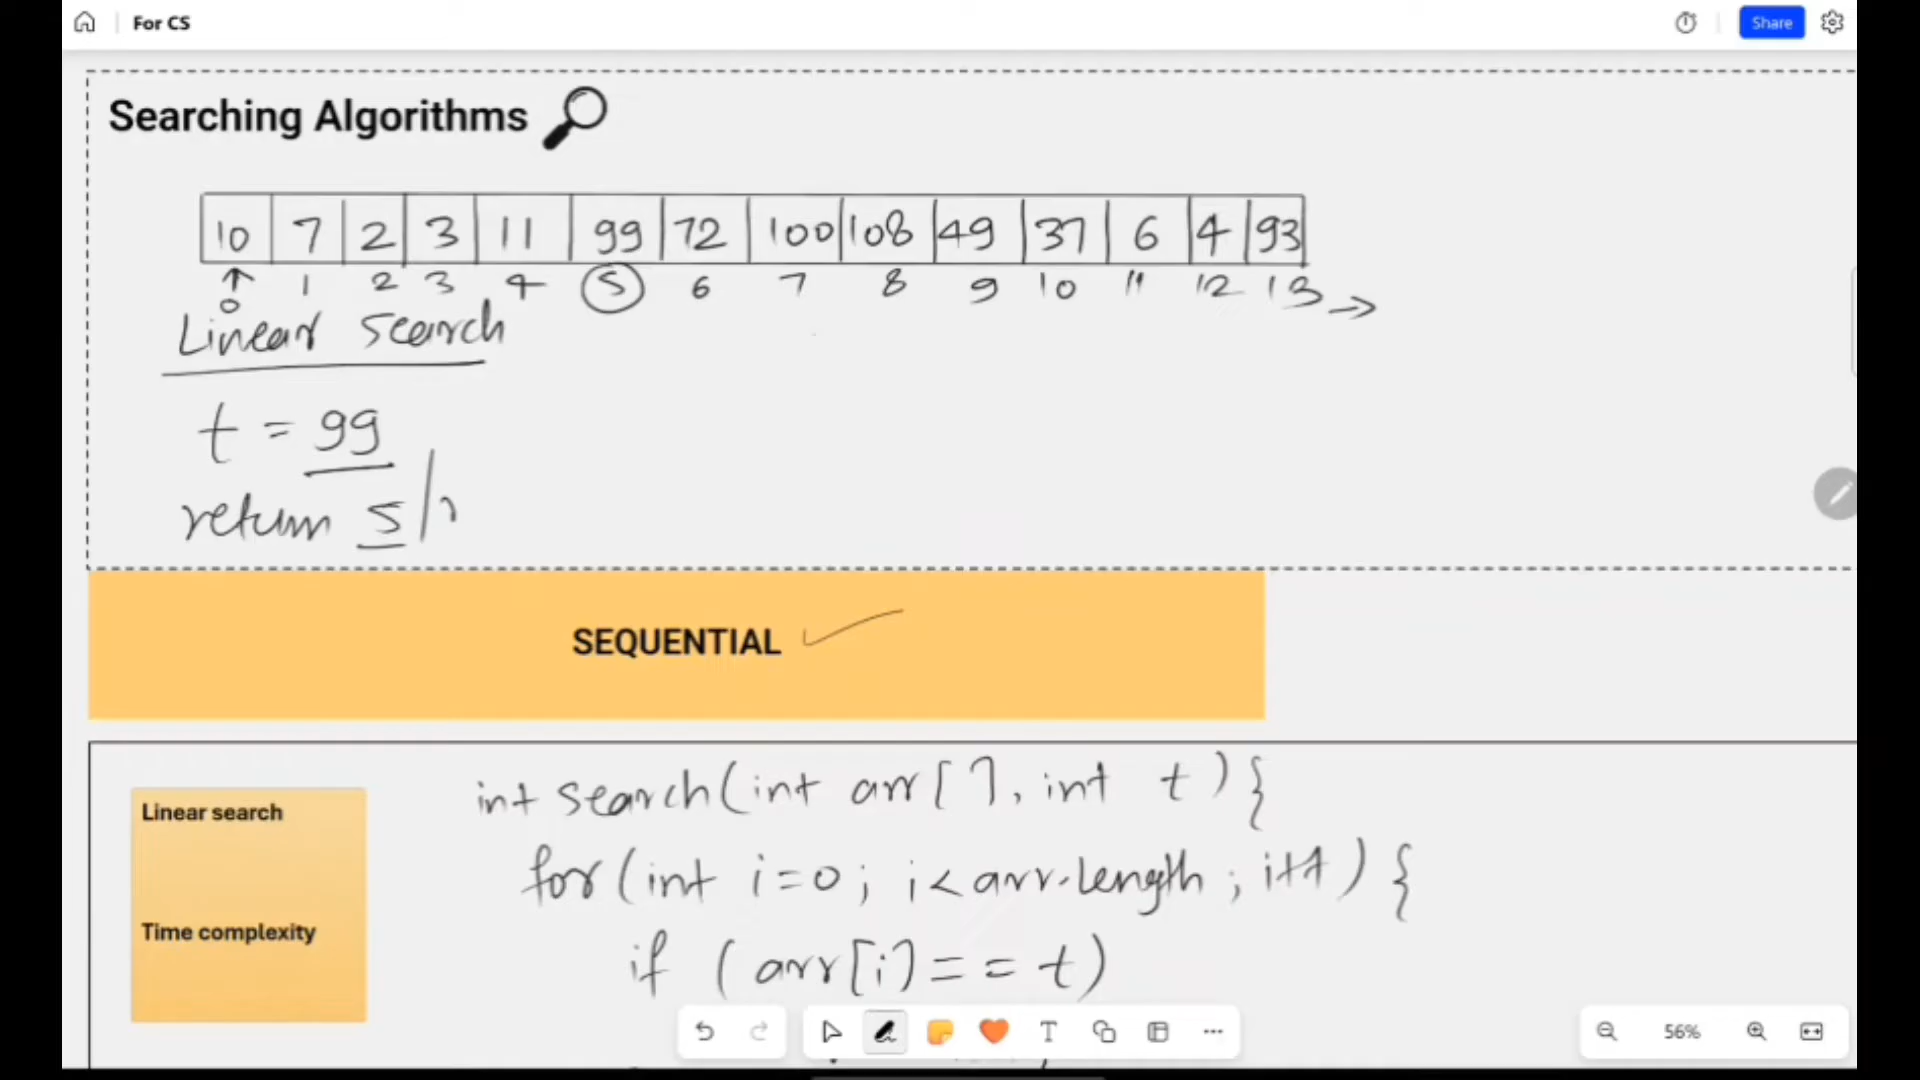 For CS
Share
Searching Algorithms
10 7 2 3 11 99 72 100 108 49 37 6 4 93
0 1 2 3 4 5 6 7 8 9 10 11 12 13
Linear search
t = 99
return 5/
SEQUENTIAL
Linear search
Time complexity
int search(int arr[], int t){
for(int i=0; i<arr.length; i++){
if (arr[i]==t)
56%